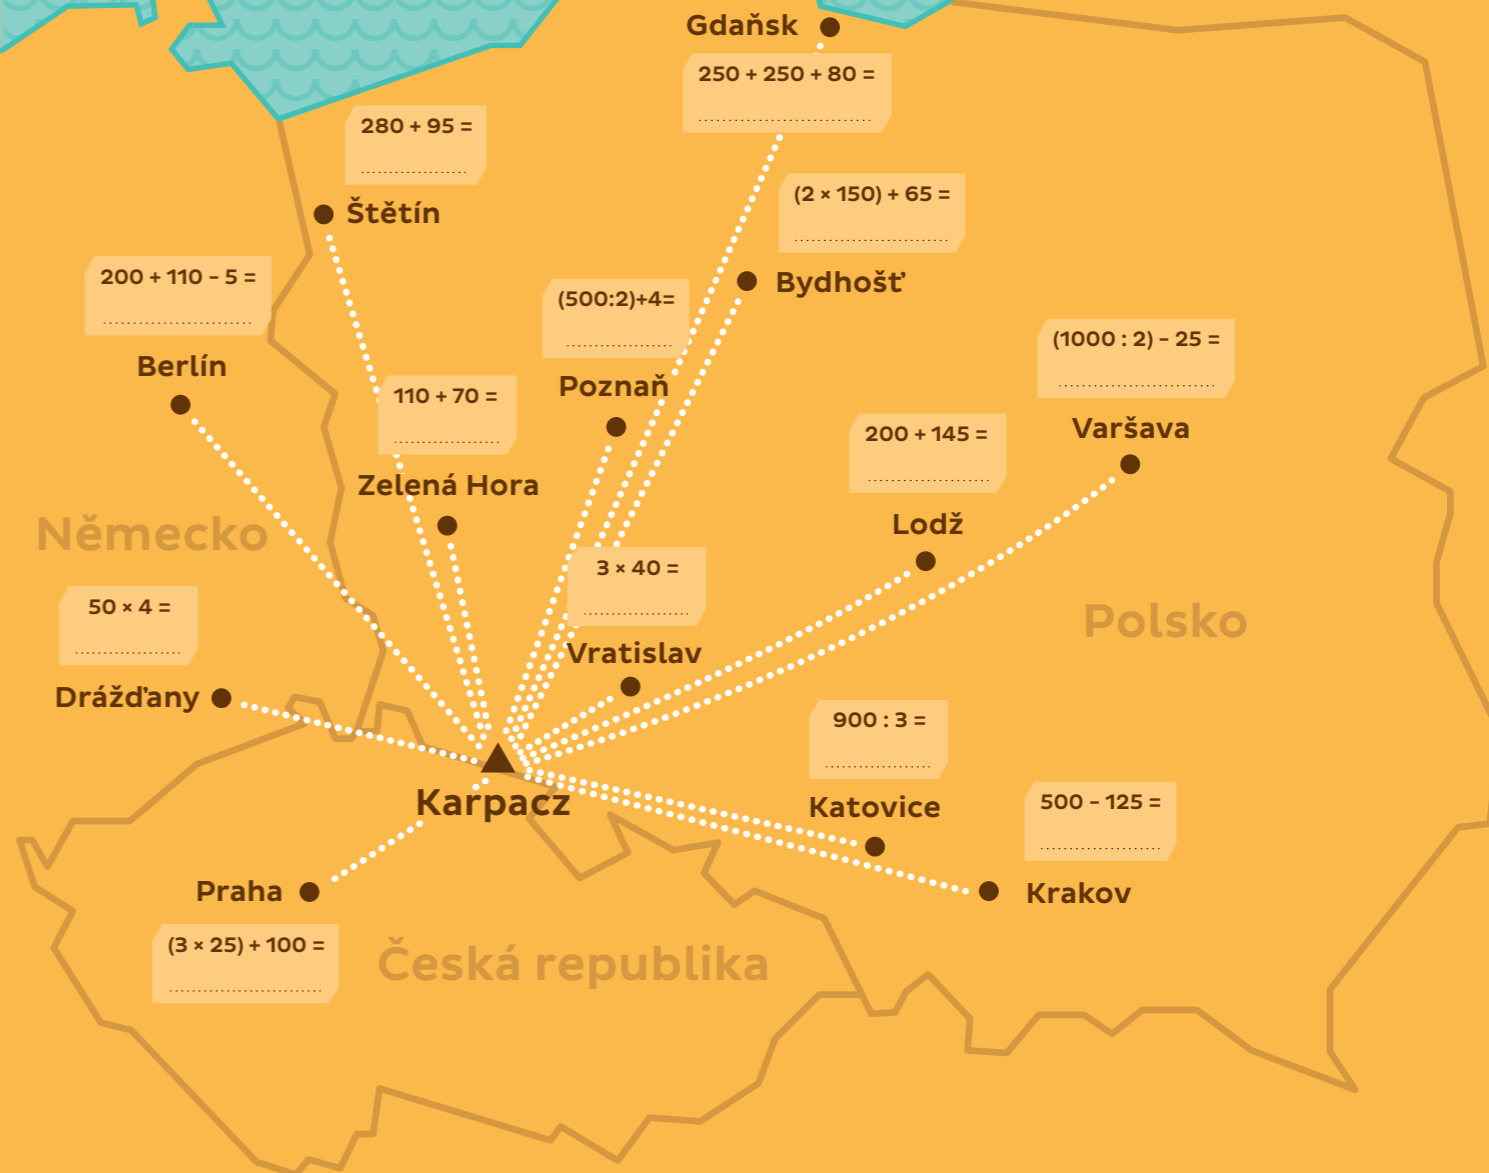 Gdaňsk
250 + 250 + 80 =
280 + 95 =
Štětín
(2 × 150) + 65 =
Bydhošť
200 + 110 - 5 =
Berlín
(500:2)+4=
Poznaň
(1000 : 2) - 25 =
Varšava
110 + 70 =
Zelená Hora
200 + 145 =
Lodž
Německo
3 × 40 =
Vratislav
50 × 4 =
Drážďany
Polsko
900 : 3 =
Katovice
Karpacz
500 - 125 =
Krakov
Praha
(3 × 25) + 100 =
Česká republika